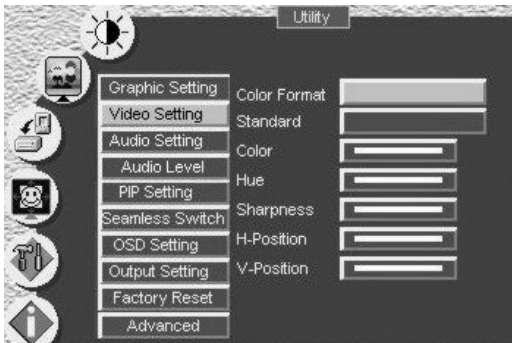 Utility
Graphic Setting
Video Setting
Audio Setting
Audio Level
PIP Setting
Seamless Switch
OSD Setting
Output Setting
Factory Reset
Advanced
Color Format
Standard
Color
Hue
Sharpness
H-Position
V-Position